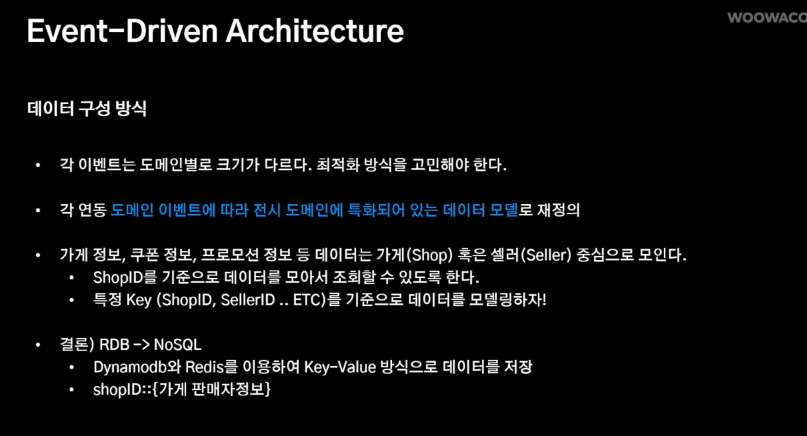 WOOWACO
Event-Driven Architecture
데이터 구성 방식
• 각 이벤트는 도메인별로 크기가 다르다. 최적화 방식을 고민해야 한다.
• 각 연동 도메인 이벤트에 따라 전시 도메인에 특화되어 있는 데이터 모델로 재정의
• 가게 정보, 쿠폰 정보, 프로모션 정보 등 데이터는 가게(Shop) 혹은 셀러(Seller) 중심으로 모인다.
• ShopID를 기준으로 데이터를 모아서 조회할 수 있도록 한다.
• 특정 Key (ShopID, SellerID .. ETC)를 기준으로 데이터를 모델링하자!
• 결론) RDB -> NoSQL
• Dynamodb와 Redis를 이용하여 Key-Value 방식으로 데이터를 저장
• shopID::{가게 판매자정보}